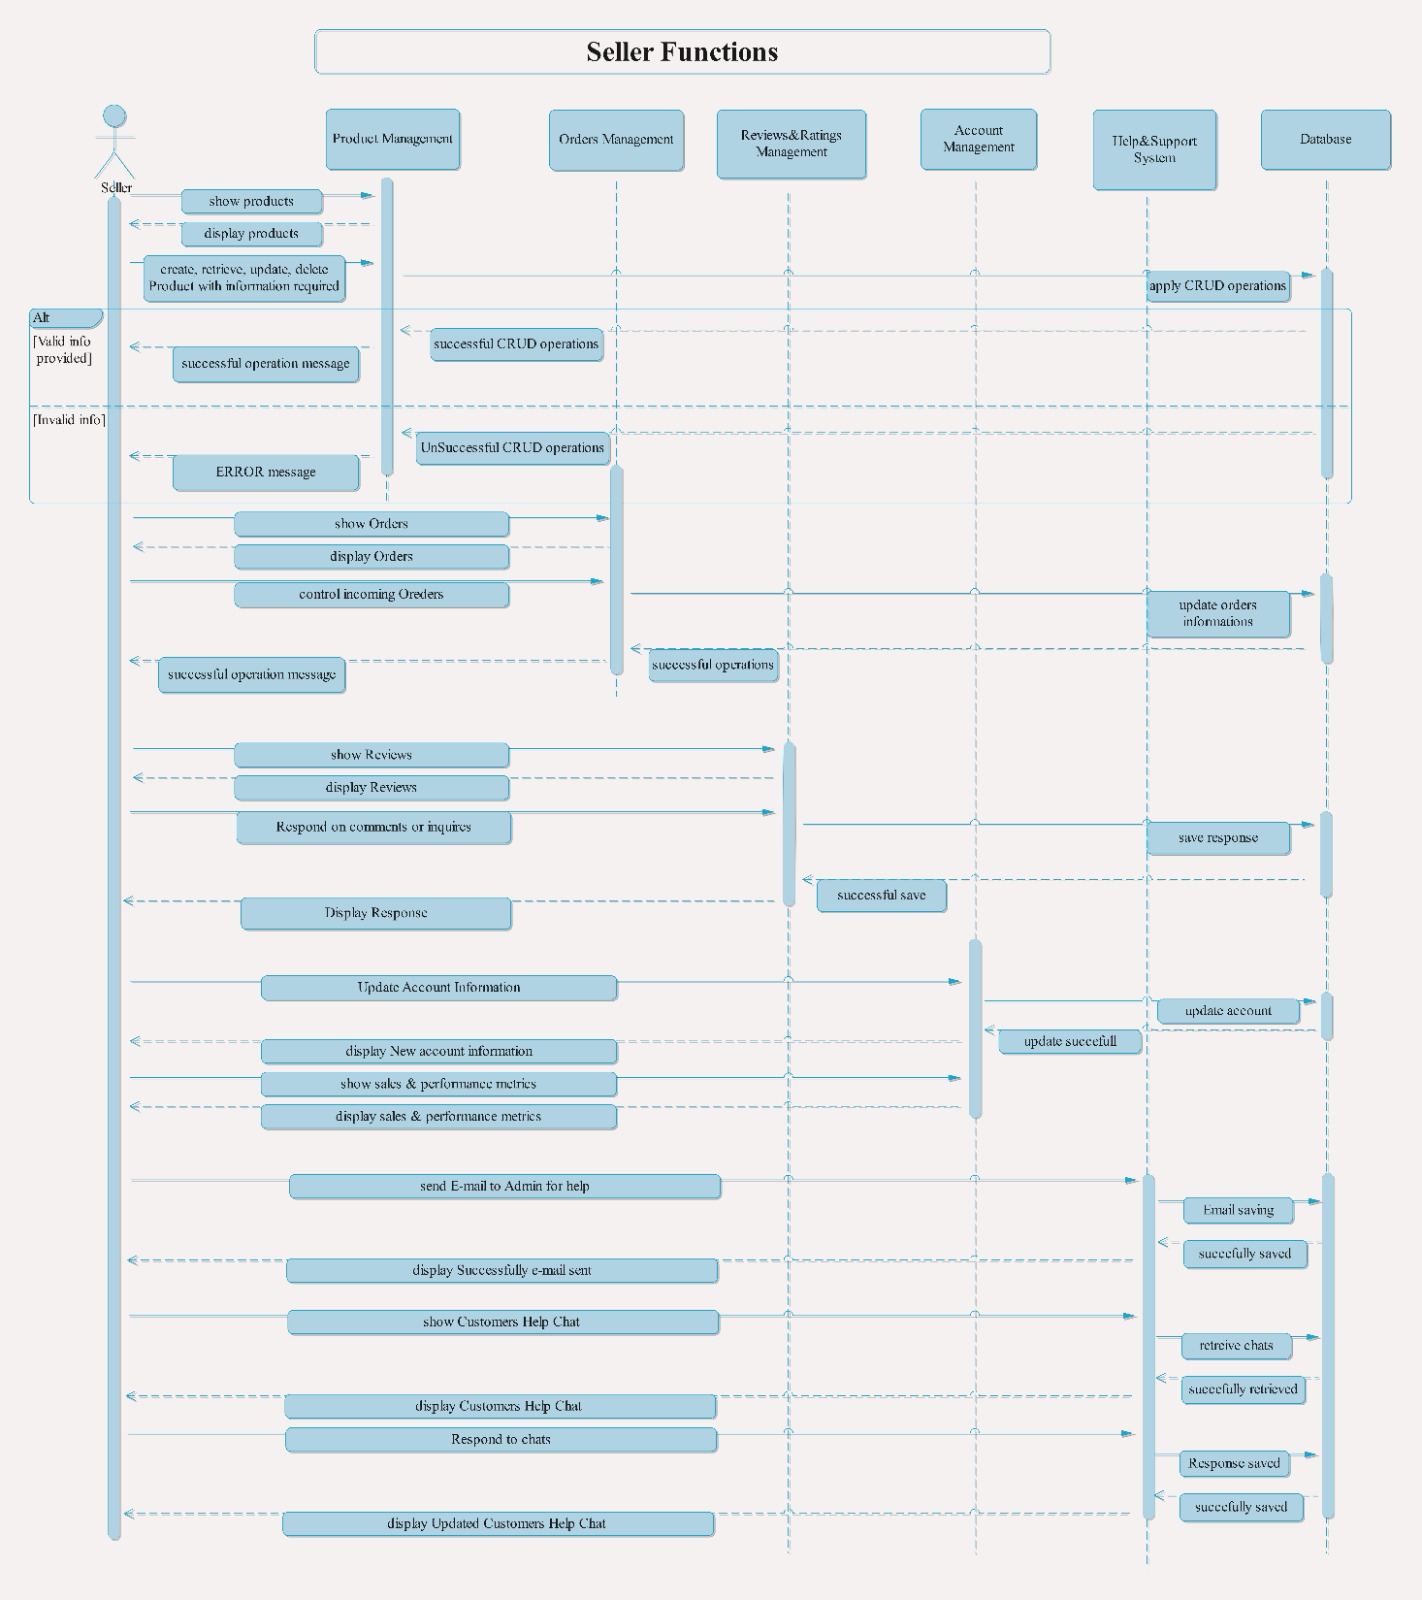 Seller Functions
Seller
Product Management
Orders Management
Reviews&Ratings
Management
Account
Management
Help&Support
System
Database
show products
display products
create, retrieve, update, delete
Product with information required
apply CRUD operations
Alt
[Valid info
provided]
successful CRUD operations
successful operation message
[Invalid info]
UnSuccessful CRUD operations
ERROR message
show Orders
display Orders
control incoming Oreders
update orders
informations
successful operations
successful operation message
show Reviews
display Reviews
Respond on comments or inquires
save response
successful save
Display Response
Update Account Information
update account
update succefull
display New account information
show sales & performance metrics
display sales & performance metrics
send E-mail to Admin for help
Email saving
succefully saved
display Successfully e-mail sent
show Customers Help Chat
retreive chats
succefully retrieved
display Customers Help Chat
Respond to chats
Response saved
succefully saved
display Updated Customers Help Chat